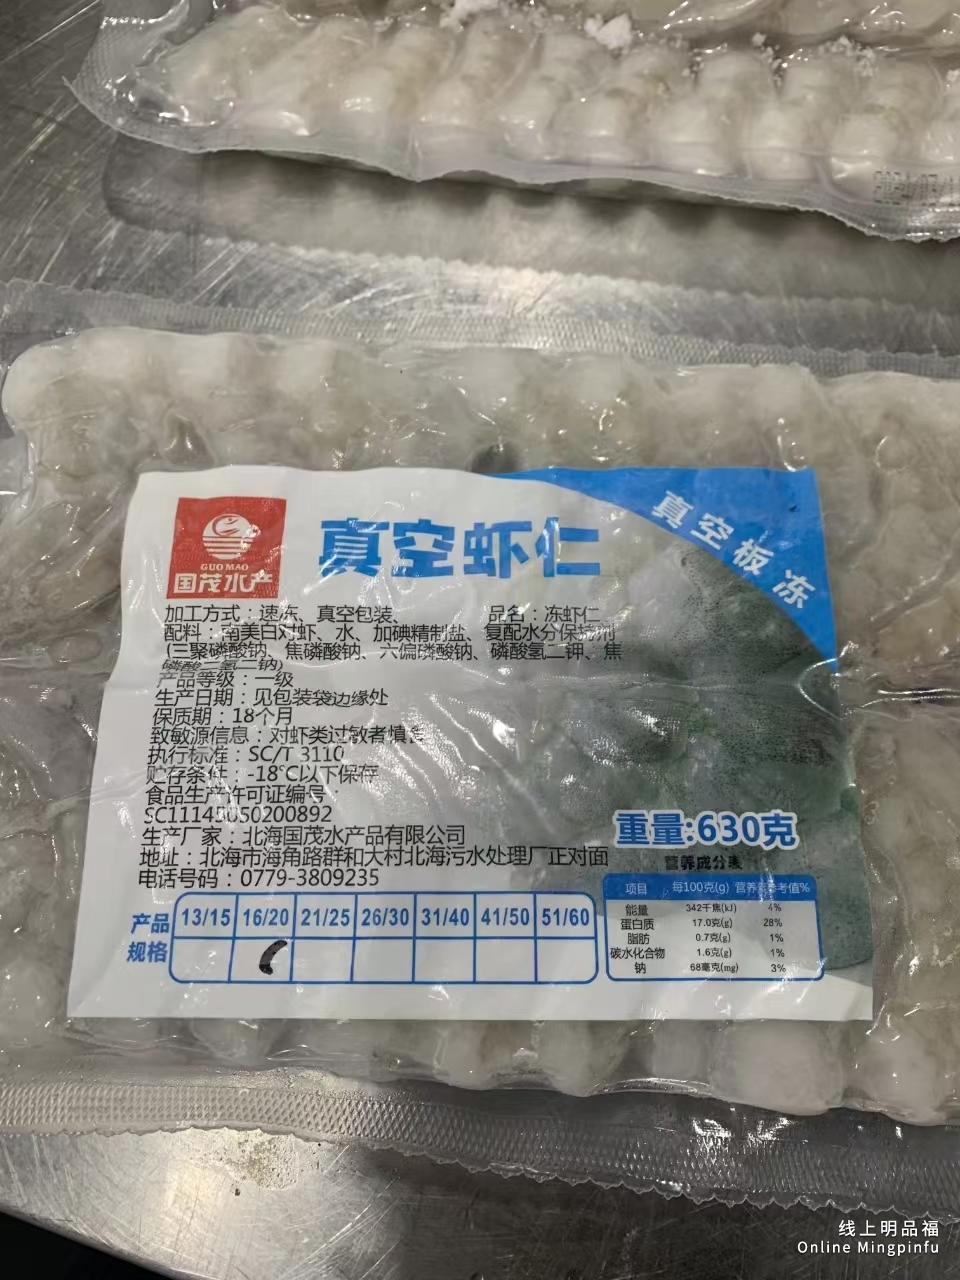 真空板冻
GUO MAO
国茂水产
真空虾仁
加工方式：速冻、真空包装、
品名：冻虾仁
配料：南美白对虾、水、加碘精制盐、复配水分保持剂
(三聚磷酸钠、焦磷酸钠、六偏磷酸钠、磷酸氢二钾、焦
磷酸二氢二钠)
产品等级：一级
生产日期：见包装袋边缘处
保质期：18个月
致敏源信息：对虾类过敏者慎食
执行标准：SC/T 3110
贮存条件：-18°C以下保存
食品生产许可证编号：
SC11145050200892
生产厂家：北海国茂水产品有限公司
地址：北海市海角路群和大村北海污水处理厂正对面
电话号码：0779-3809235
重量:630克
营养成分表
项目 每100克(g) 营养素参考值%
能量 342千焦(kJ) 4%
蛋白质 17.0克(g) 28%
脂肪 0.7克(g) 1%
碳水化合物 1.6克(g) 1%
钠 68毫克(mg) 3%
产品规格 13/15 16/20 21/25 26/30 31/40 41/50 51/60
线上明品福
Online Mingpinfu